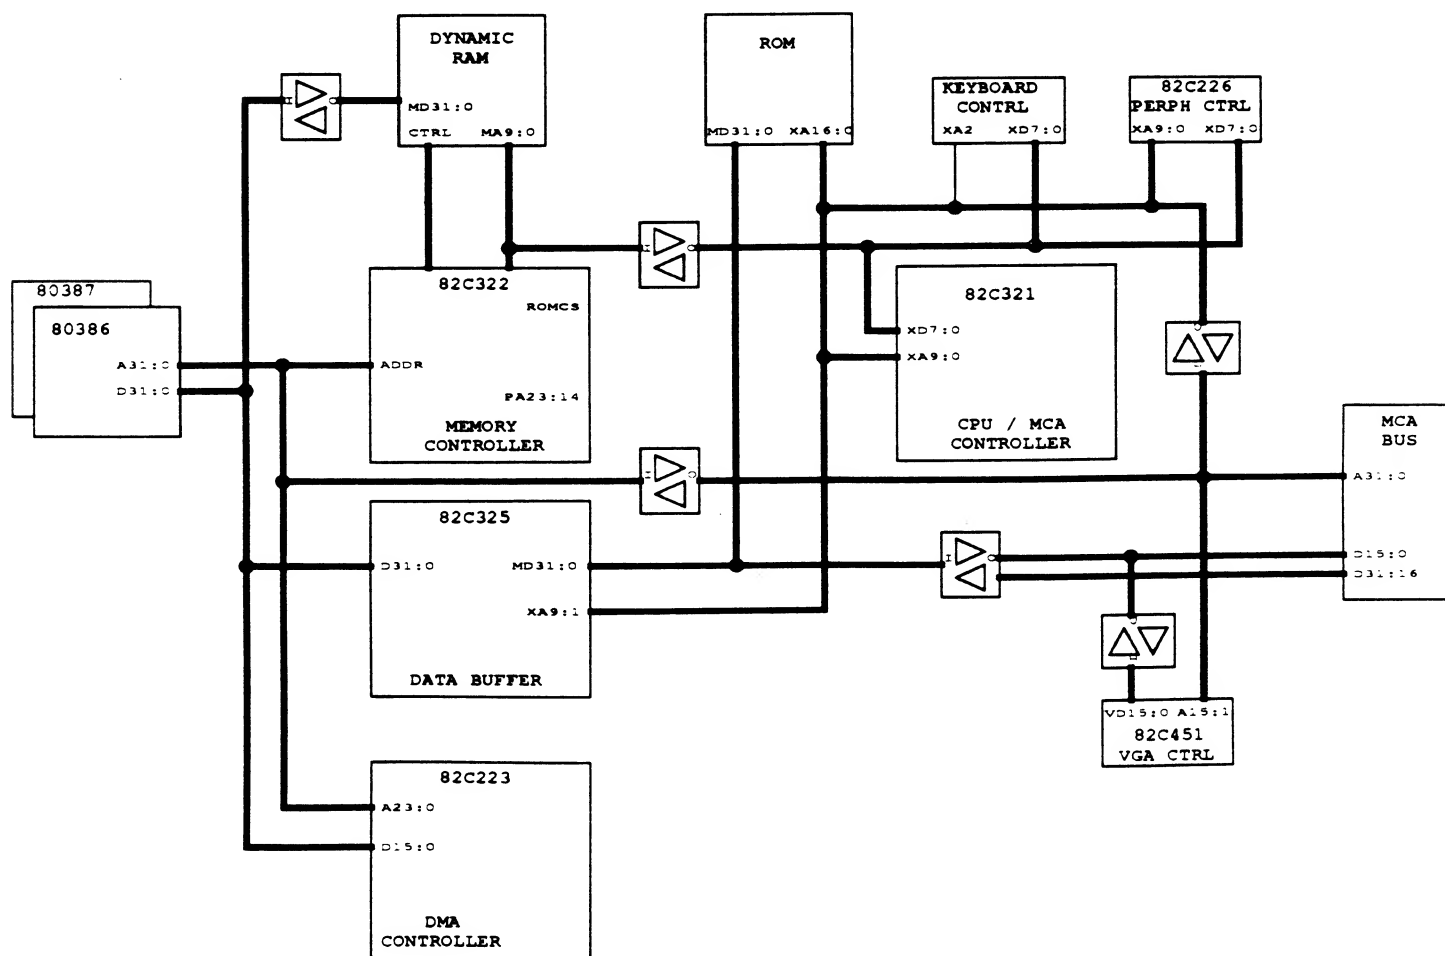 DYNAMIC
RAM
MD31:0
CTRL MA9:0
ROM
MD31:0 XA16:0
KEYBOARD
CONTRL
XA2 XD7:0
82C226
PERPH CTRL
XA9:0 XD7:0
I O
I O
80387
80386
A31:0
D31:0
82C322
ROMCS
ADDR
PA23:14
MEMORY
CONTROLLER
82C321
XD7:0
XA9:0
CPU / MCA
CONTROLLER
O
I
MCA
BUS
A31:0
D15:0
D31:16
I O
82C325
D31:0 MD31:0
XA9:1
DATA BUFFER
I O
O
I
VD15:0 A15:1
82C451
VGA CTRL
82C223
A23:0
D15:0
DMA
CONTROLLER